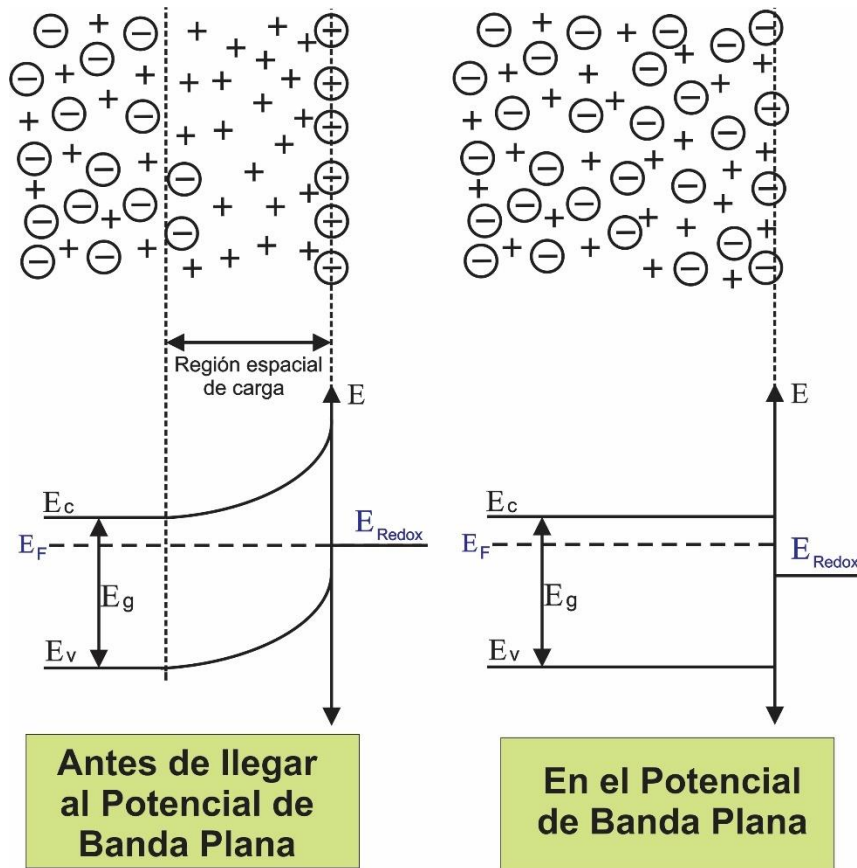 Región espacial
de carga
E
Ec
EF
Eg
Ev
ERedox
Antes de llegar
al Potencial de
Banda Plana
E
Ec
EF
Eg
Ev
ERedox
En el Potencial
de Banda Plana